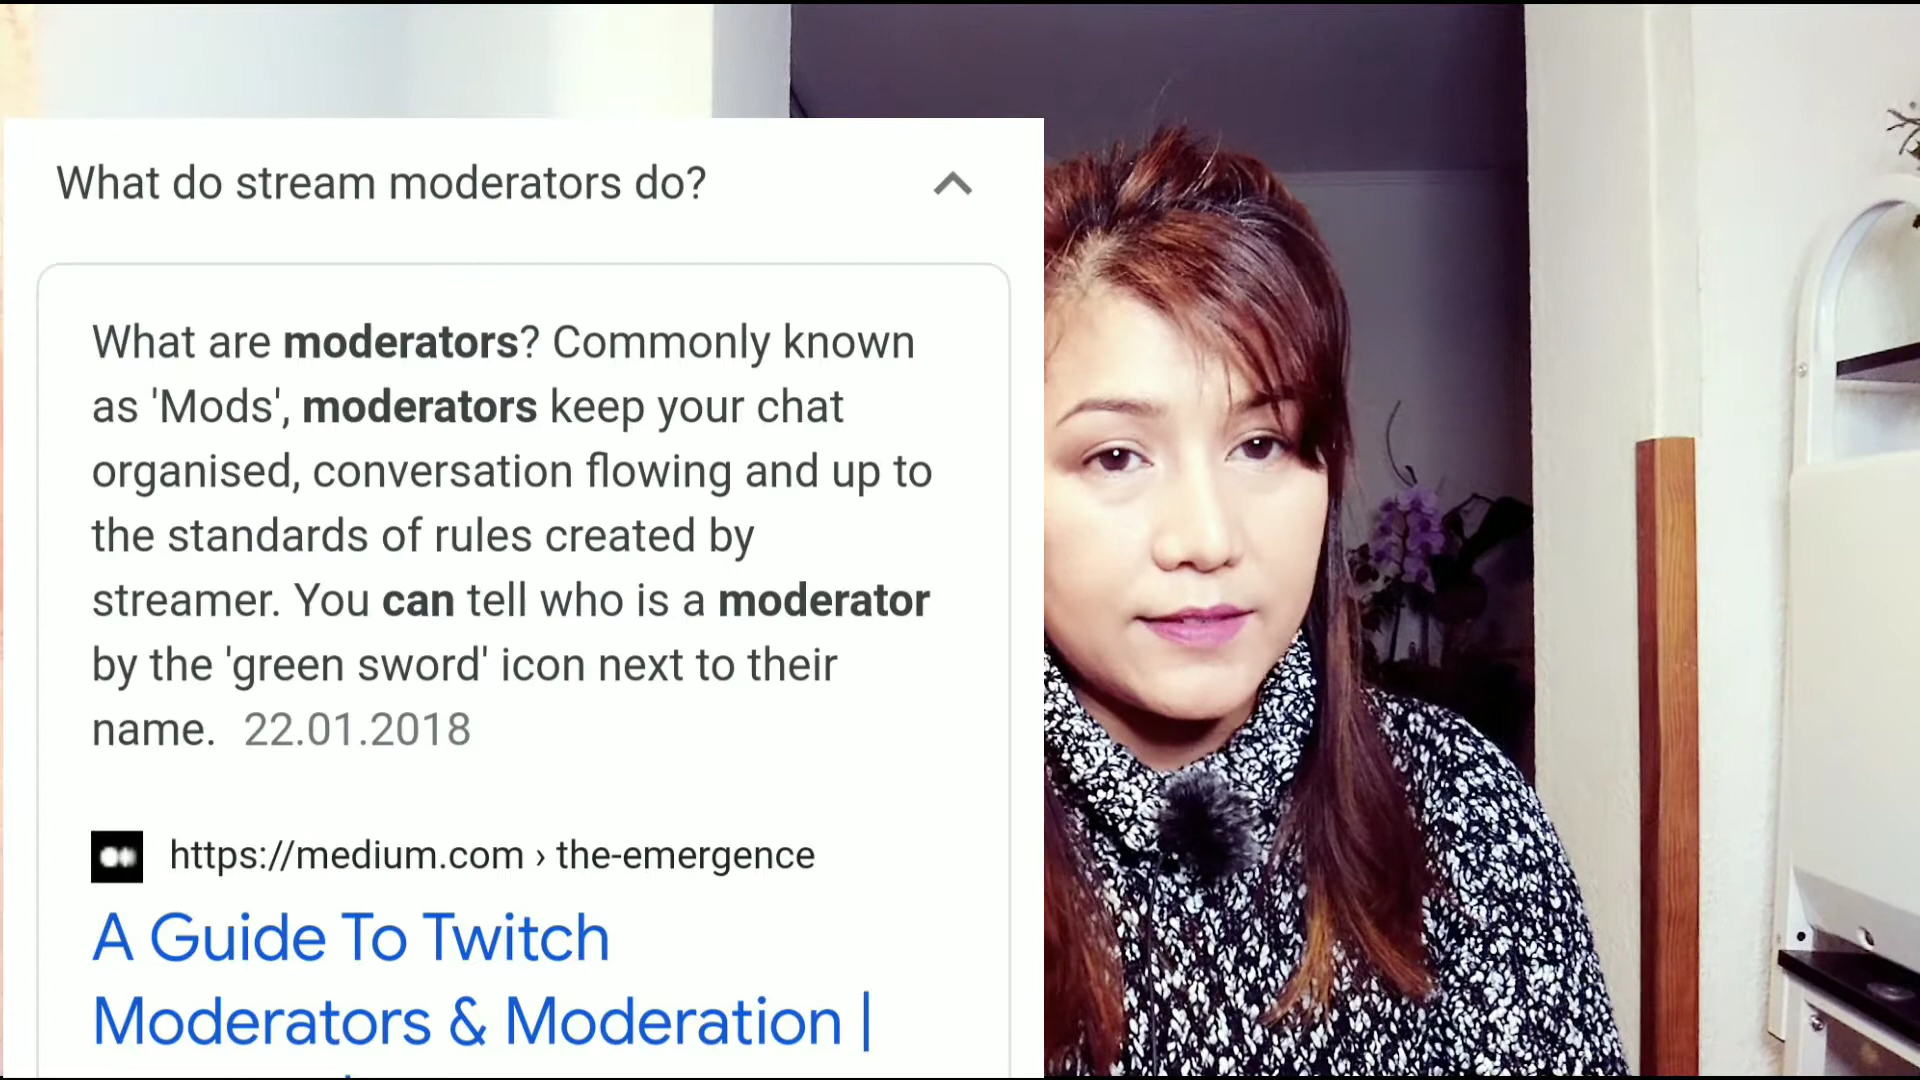 What do stream moderators do?
What are moderators? Commonly known
as 'Mods', moderators keep your chat
organised, conversation flowing and up to
the standards of rules created by
streamer. You can tell who is a moderator
by the 'green sword' icon next to their
name. 22.01.2018
https://medium.com › the-emergence
A Guide To Twitch
Moderators & Moderation |